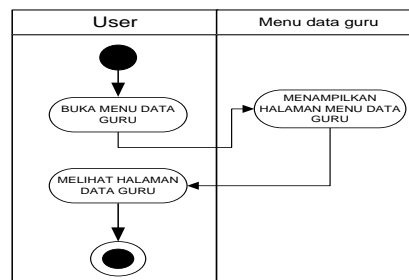 User
Menu data guru
BUKA MENU DATA
GURU
MENAMPILKAN
HALAMAN MENU DATA
GURU
MELIHAT HALAMAN
DATA GURU